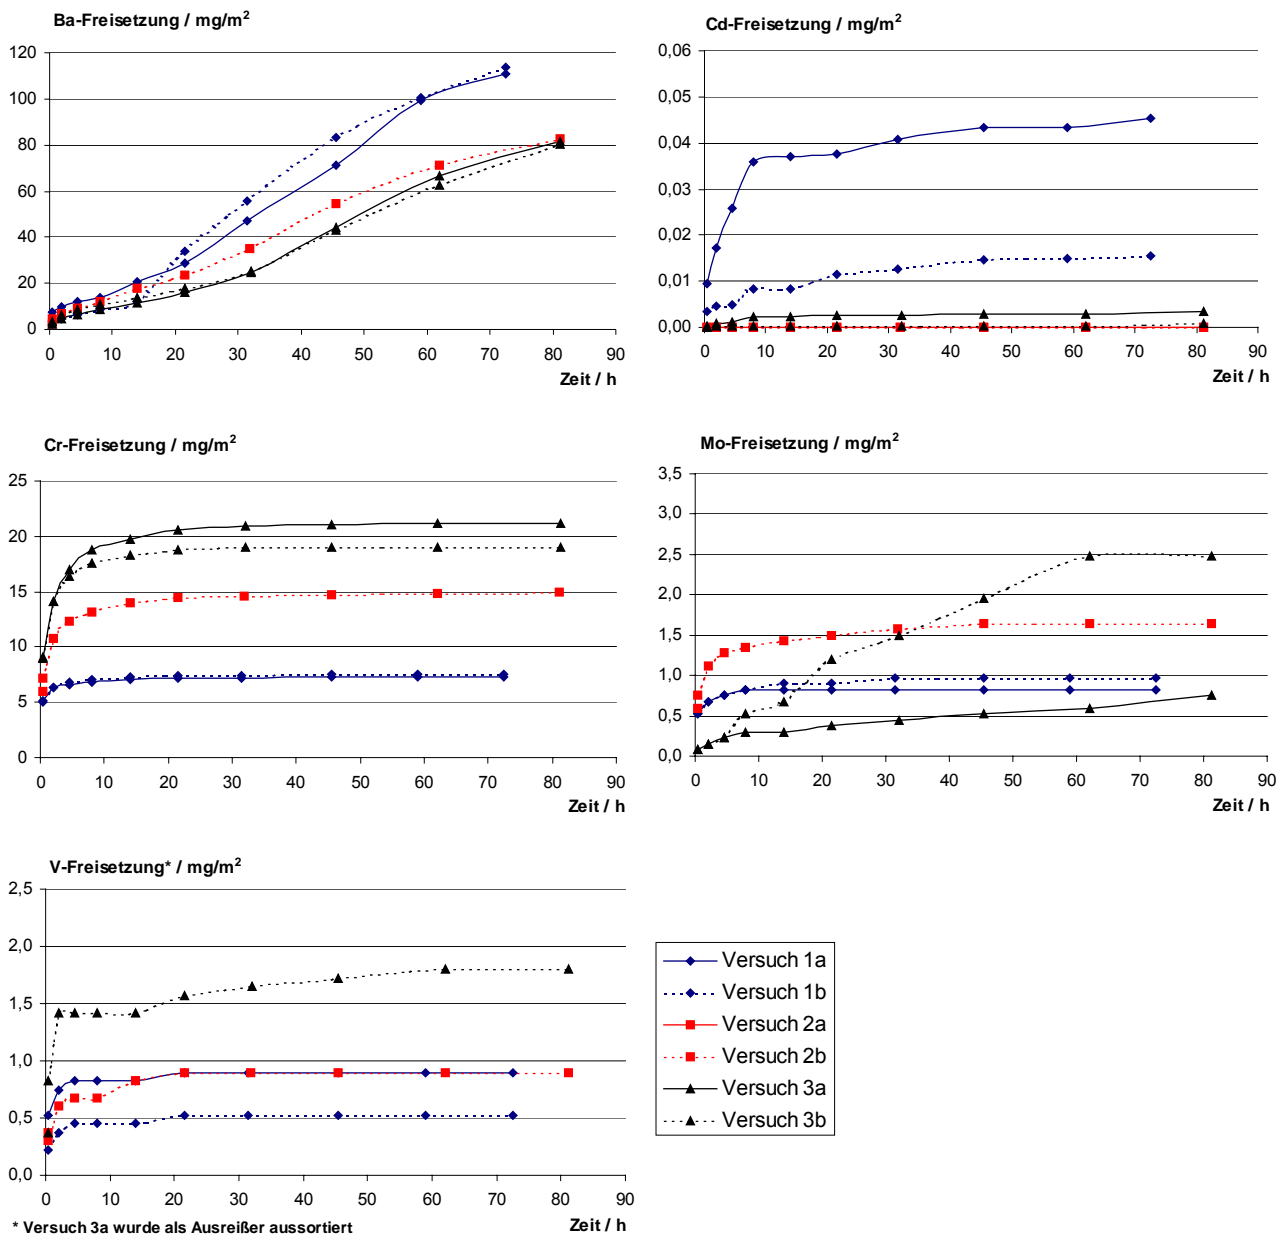 Ba-Freisetzung / mg/m²
120
100
80
60
40
20
0
0 10 20 30 40 50 60 70 80 90
Zeit / h
Cd-Freisetzung / mg/m²
0,06
0,05
0,04
0,03
0,02
0,01
0,00
0 10 20 30 40 50 60 70 80 90
Zeit / h
Cr-Freisetzung / mg/m²
25
20
15
10
5
0
0 10 20 30 40 50 60 70 80 90
Zeit / h
Mo-Freisetzung / mg/m²
3,5
3,0
2,5
2,0
1,5
1,0
0,5
0,0
0 10 20 30 40 50 60 70 80 90
Zeit / h
V-Freisetzung* / mg/m²
2,5
2,0
1,5
1,0
0,5
0,0
0 10 20 30 40 50 60 70 80 90
Zeit / h
* Versuch 3a wurde als Ausreißer aussortiert
Versuch 1a
Versuch 1b
Versuch 2a
Versuch 2b
Versuch 3a
Versuch 3b